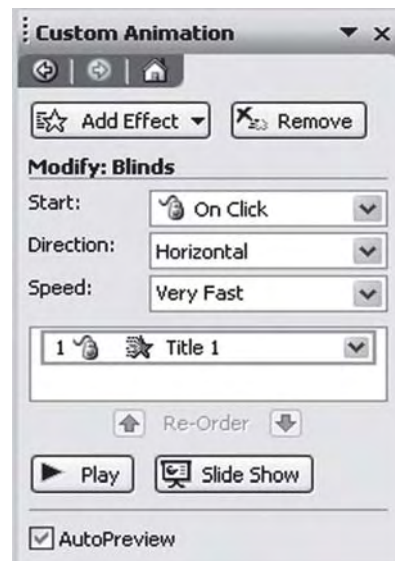 Custom Animation
Add Effect Remove
Modify: Blinds
Start: On Click
Direction: Horizontal
Speed: Very Fast
1 Title 1
Re-Order
Play Slide Show
AutoPreview